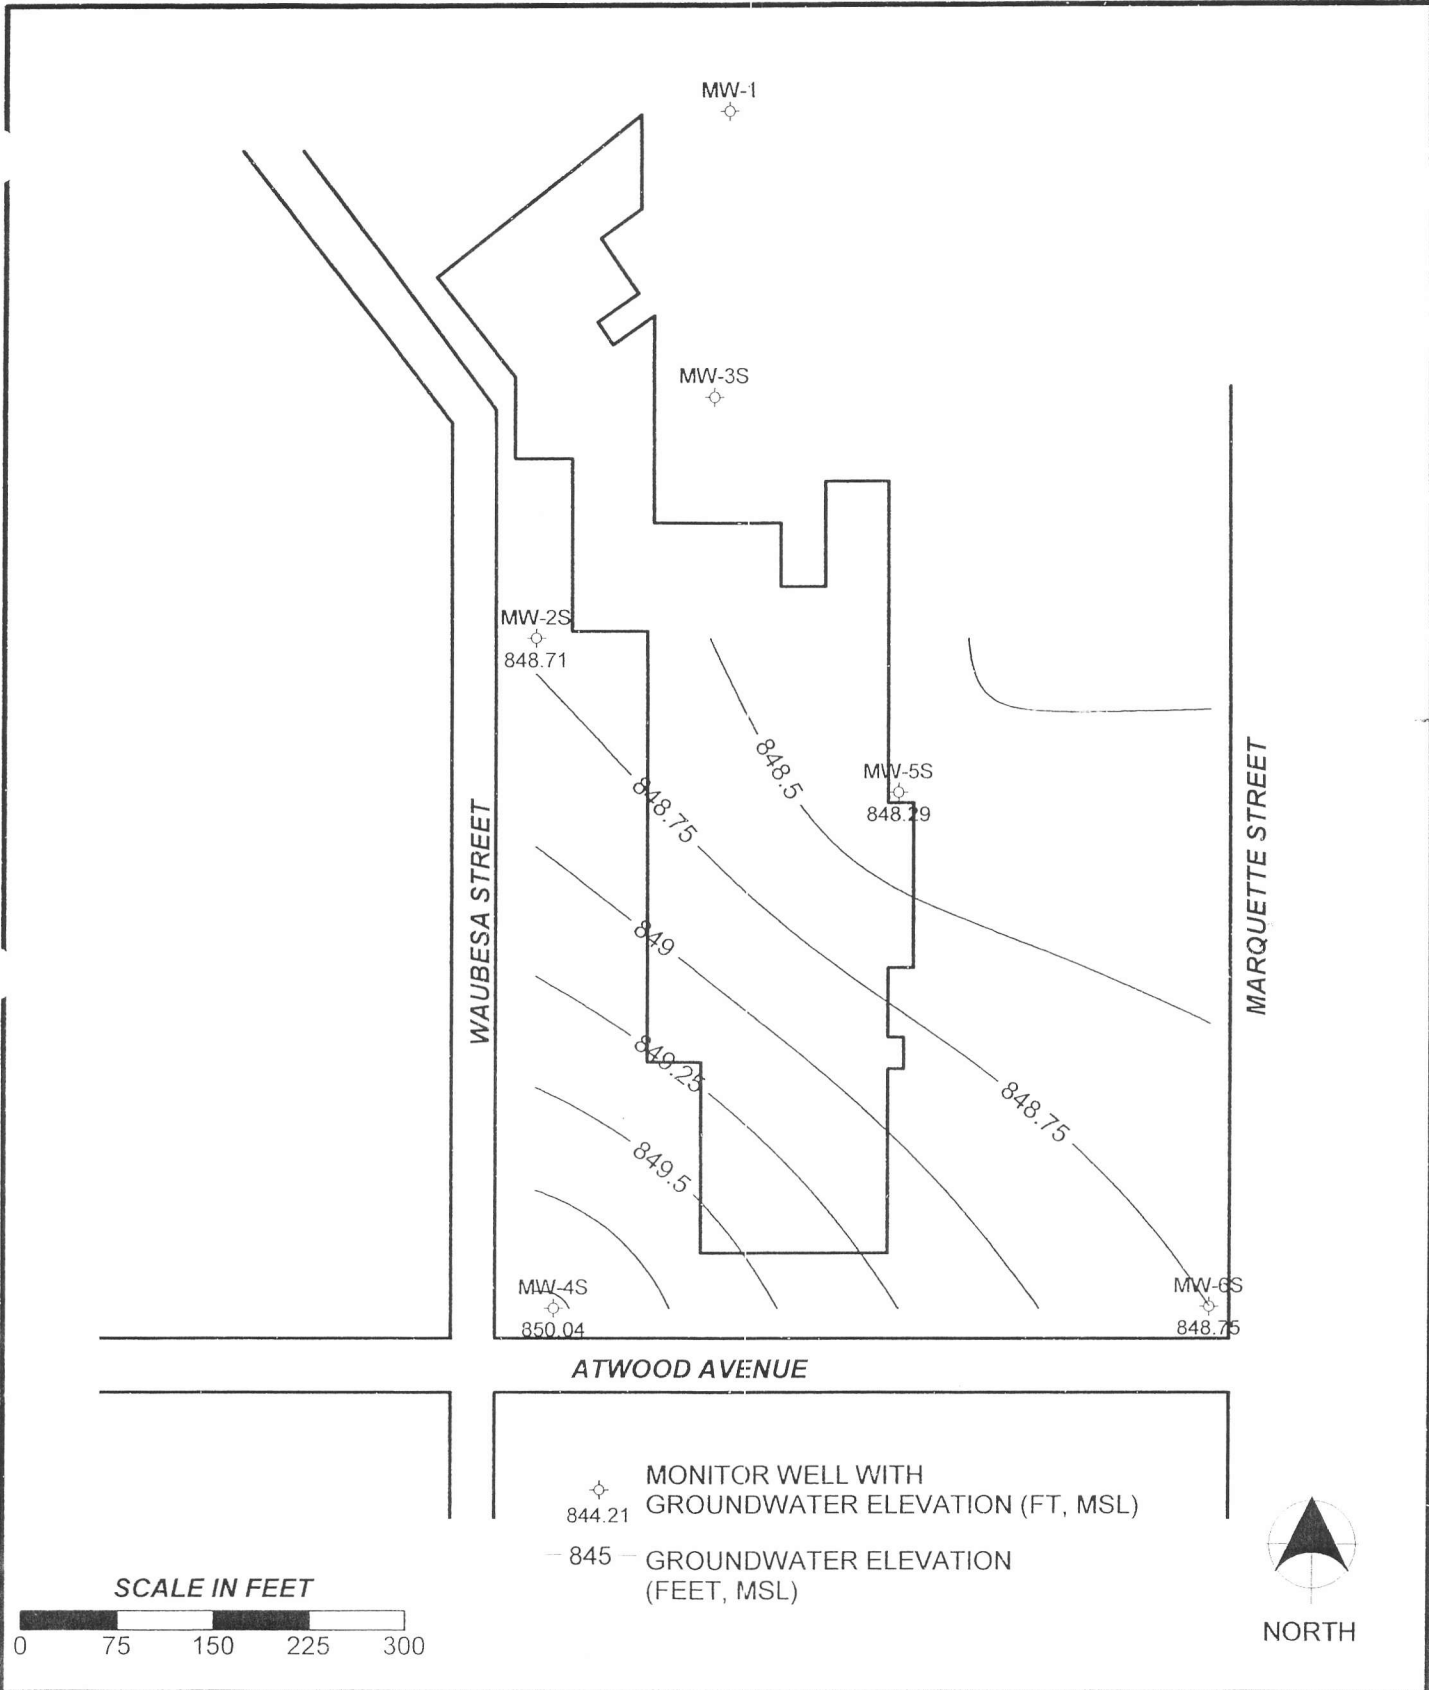 MW-1
MW-3S
MW-2S
848.71
848.5
MW-5S
848.29
848.75
849
WAUBESA STREET
MARQUETTE STREET
849.25
848.75
849.5
MW-4S
850.04
MW-6S
848.75
ATWOOD AVENUE
MONITOR WELL WITH
844.21 GROUNDWATER ELEVATION (FT, MSL)
845 GROUNDWATER ELEVATION
(FEET, MSL)
SCALE IN FEET
0 75 150 225 300
NORTH